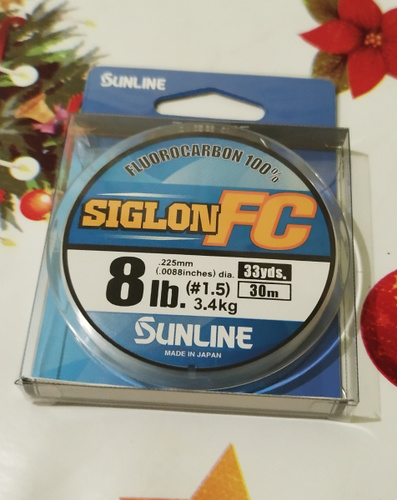 SUNLINE
FLUOROCARBON 100%
SIGLON FC
.225mm
(.0088inches) dia.
33yds.
8 lb. (#1.5)
3.4kg
30m
SUNLINE
MADE IN JAPAN